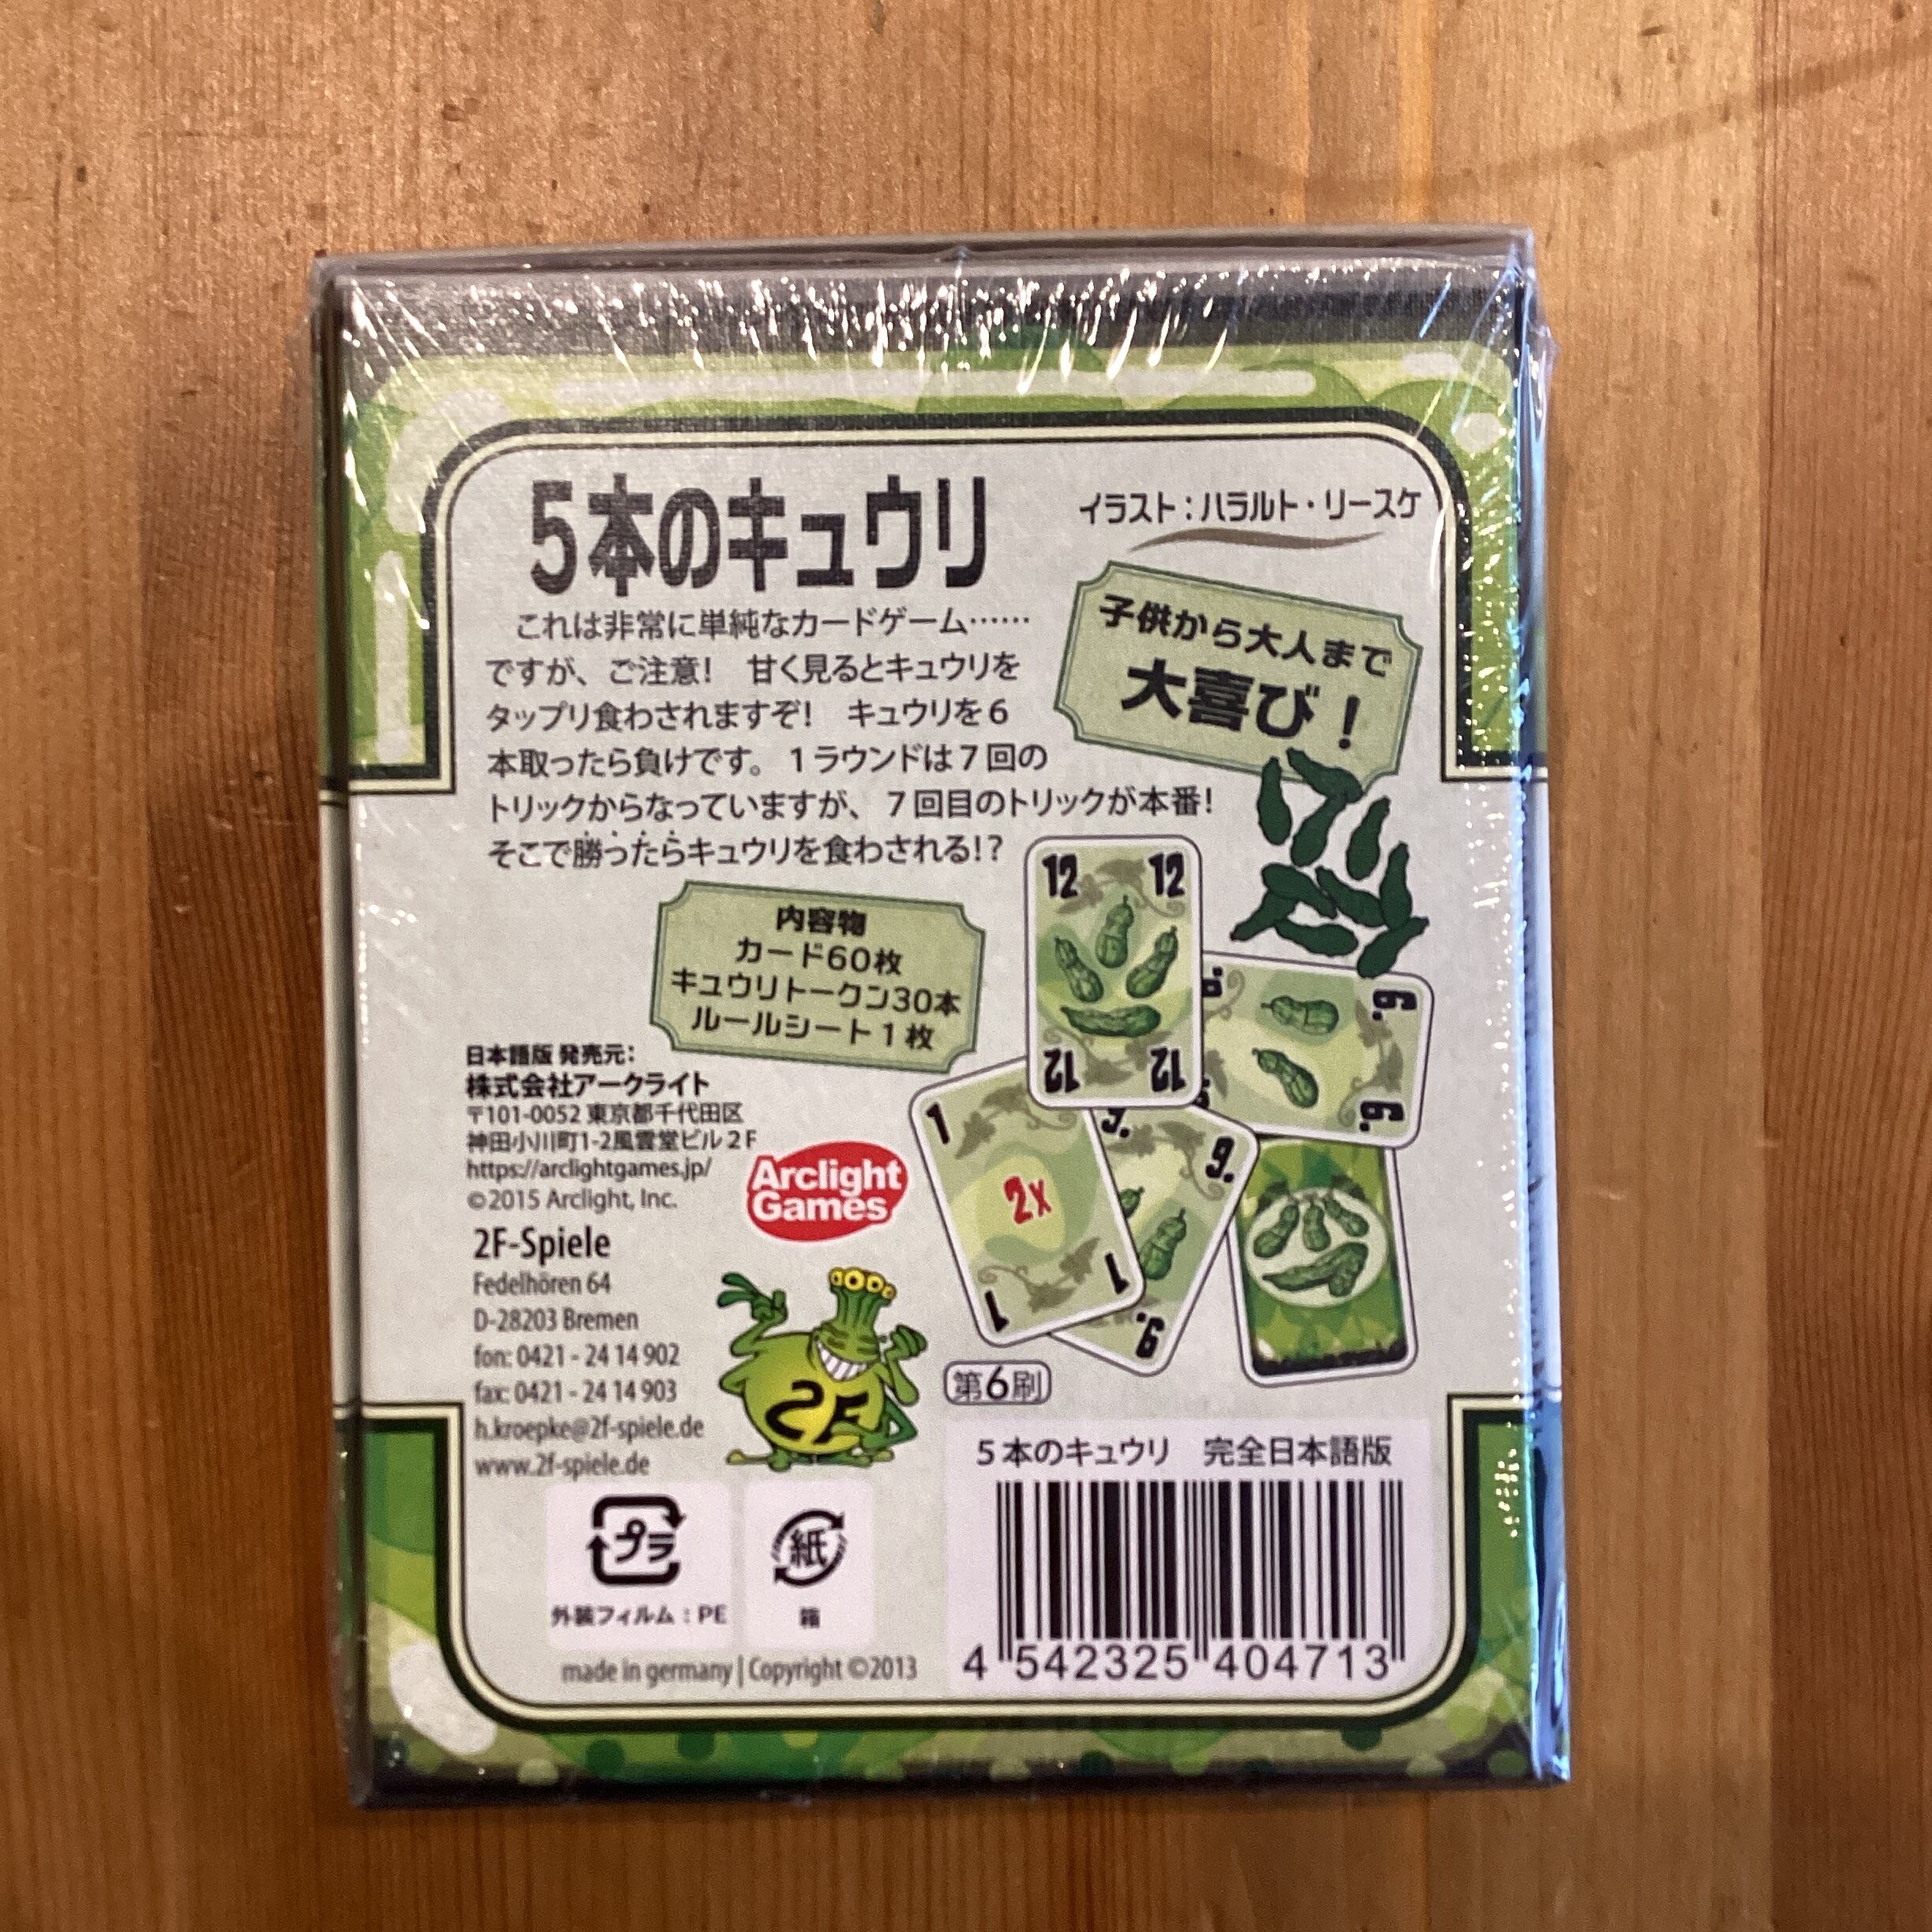 5本のキュウリ
イラスト：ハラルト・リースケ
これは非常に単純なカードゲーム……
ですが、ご注意！　甘く見るとキュウリを
タップリ食わされますぞ！　キュウリを６
本取ったら負けです。１ラウンドは７回の
トリックからなっていますが、７回目のトリックが本番！
そこで勝ったらキュウリを食わされる！？
子供から大人まで
大喜び！
内容物
カード60枚
キュウリトークン30本
ルールシート１枚
12 12
12 12
6.
6.
1
2x
1
1
9.
9.
9.
日本語版 発売元：
株式会社アークライト
〒101-0052 東京都千代田区
神田小川町1-2風雲堂ビル２F
https://arclightgames.jp/
©2015 Arclight, Inc.
Arclight
Games
2F-Spiele
Fedelhören 64
D-28203 Bremen
fon: 0421 - 24 14 902
fax: 0421 - 24 14 903
h.kroepke@2f-spiele.de
www.2f-spiele.de
2F
第6刷
5本のキュウリ　完全日本語版
4 542325 404713
プラ
外装フィルム：PE
紙
箱
made in germany | Copyright ©2013